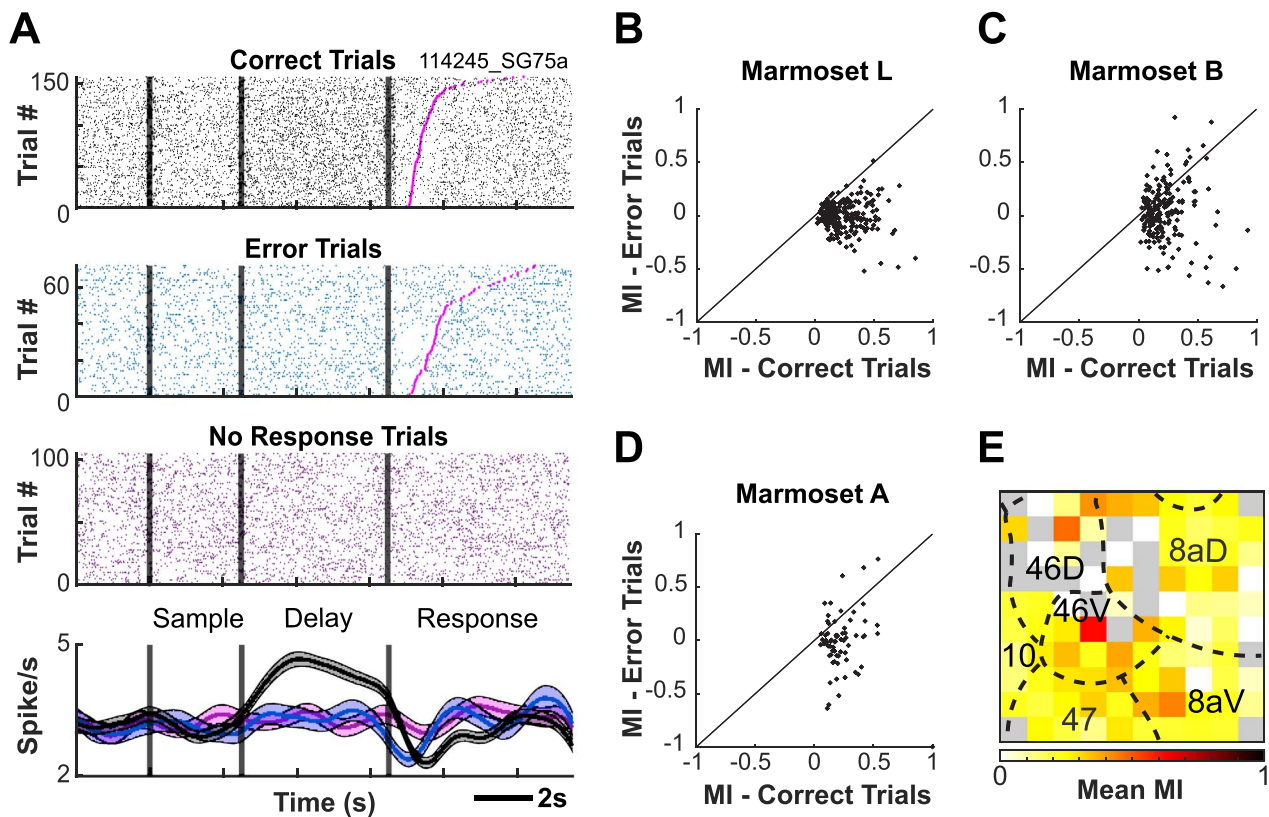 A
Correct Trials 114245_SG75a
Trial #
150
0
Error Trials
Trial #
60
0
No Response Trials
Trial #
100
0
Sample Delay Response
Spike/s
5
2
Time (s) 2s
B
Marmoset L
MI - Error Trials
1
0.5
0
-0.5
-1
-1 -0.5 0 0.5 1
MI - Correct Trials
C
Marmoset B
1
0.5
0
-0.5
-1
-1 -0.5 0 0.5 1
MI - Correct Trials
D
Marmoset A
MI - Error Trials
1
0.5
0
-0.5
-1
-1 -0.5 0 0.5 1
MI - Correct Trials
E
8aD
46D
46V
10
8aV
47
0 1
Mean MI